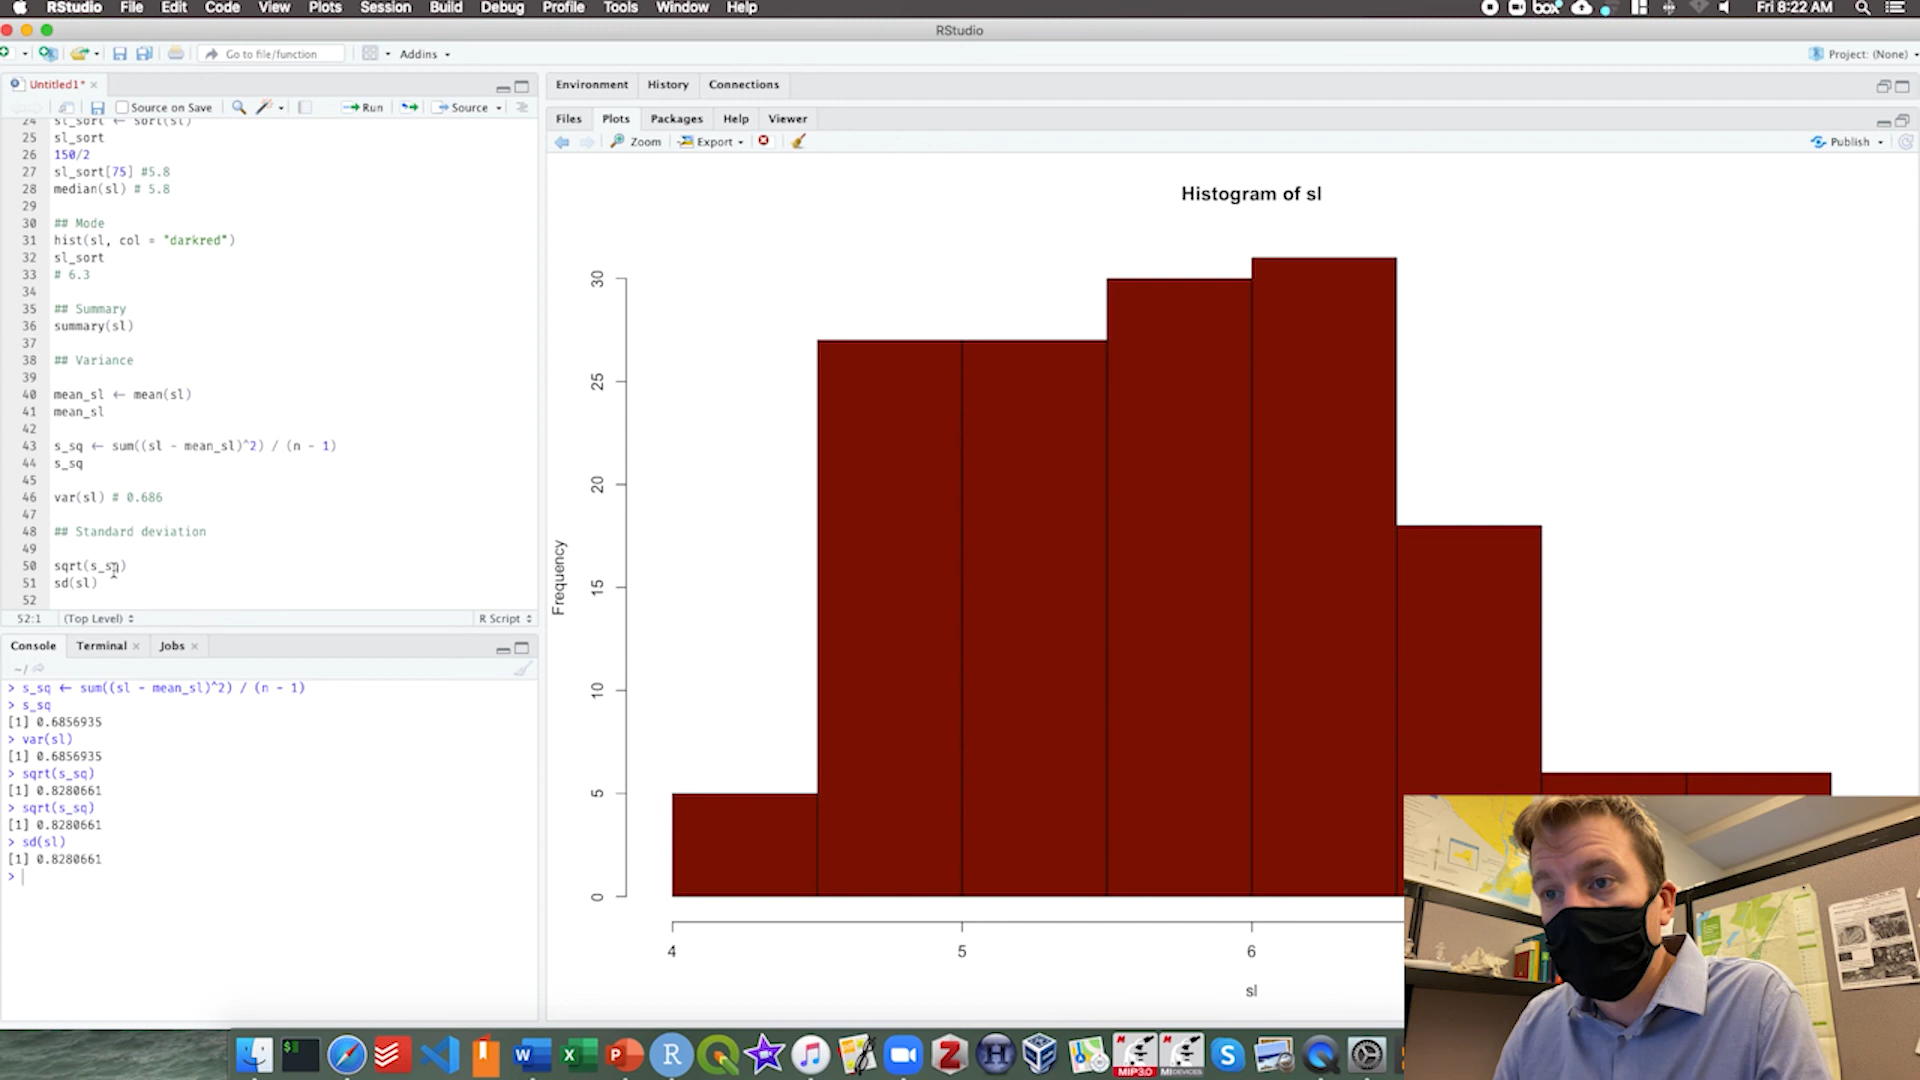 RStudio File Edit Code View Plots Session Build Debug Profile Tools Window Help
box Fri 8:22 AM
RStudio
Go to file/function Addins
Project: (None)
Untitled1*
Source on Save Run Source
24 sl_sort ← sort(sl)
25 sl_sort
26 150/2
27 sl_sort[75] #5.8
28 median(sl) # 5.8
29
30 ## Mode
31 hist(sl, col = "darkred")
32 sl_sort
33 # 6.3
34
35 ## Summary
36 summary(sl)
37
38 ## Variance
39
40 mean_sl ← mean(sl)
41 mean_sl
42
43 s_sq ← sum((sl - mean_sl)^2) / (n - 1)
44 s_sq
45
46 var(sl) # 0.686
47
48 ## Standard deviation
49
50 sqrt(s_sq)
51 sd(sl)
52
52:1 (Top Level) R Script
Console Terminal Jobs
~/
> s_sq ← sum((sl - mean_sl)^2) / (n - 1)
> s_sq
[1] 0.6856935
> var(sl)
[1] 0.6856935
> sqrt(s_sq)
[1] 0.8280661
> sqrt(s_sq)
[1] 0.8280661
> sd(sl)
[1] 0.8280661
>
Environment History Connections
Files Plots Packages Help Viewer
Zoom Export Publish
Histogram of sl
Frequency
30
25
20
15
10
5
0
4 5 6
sl
$
W X P R Z H S
MIP3.0 MIDEVICES